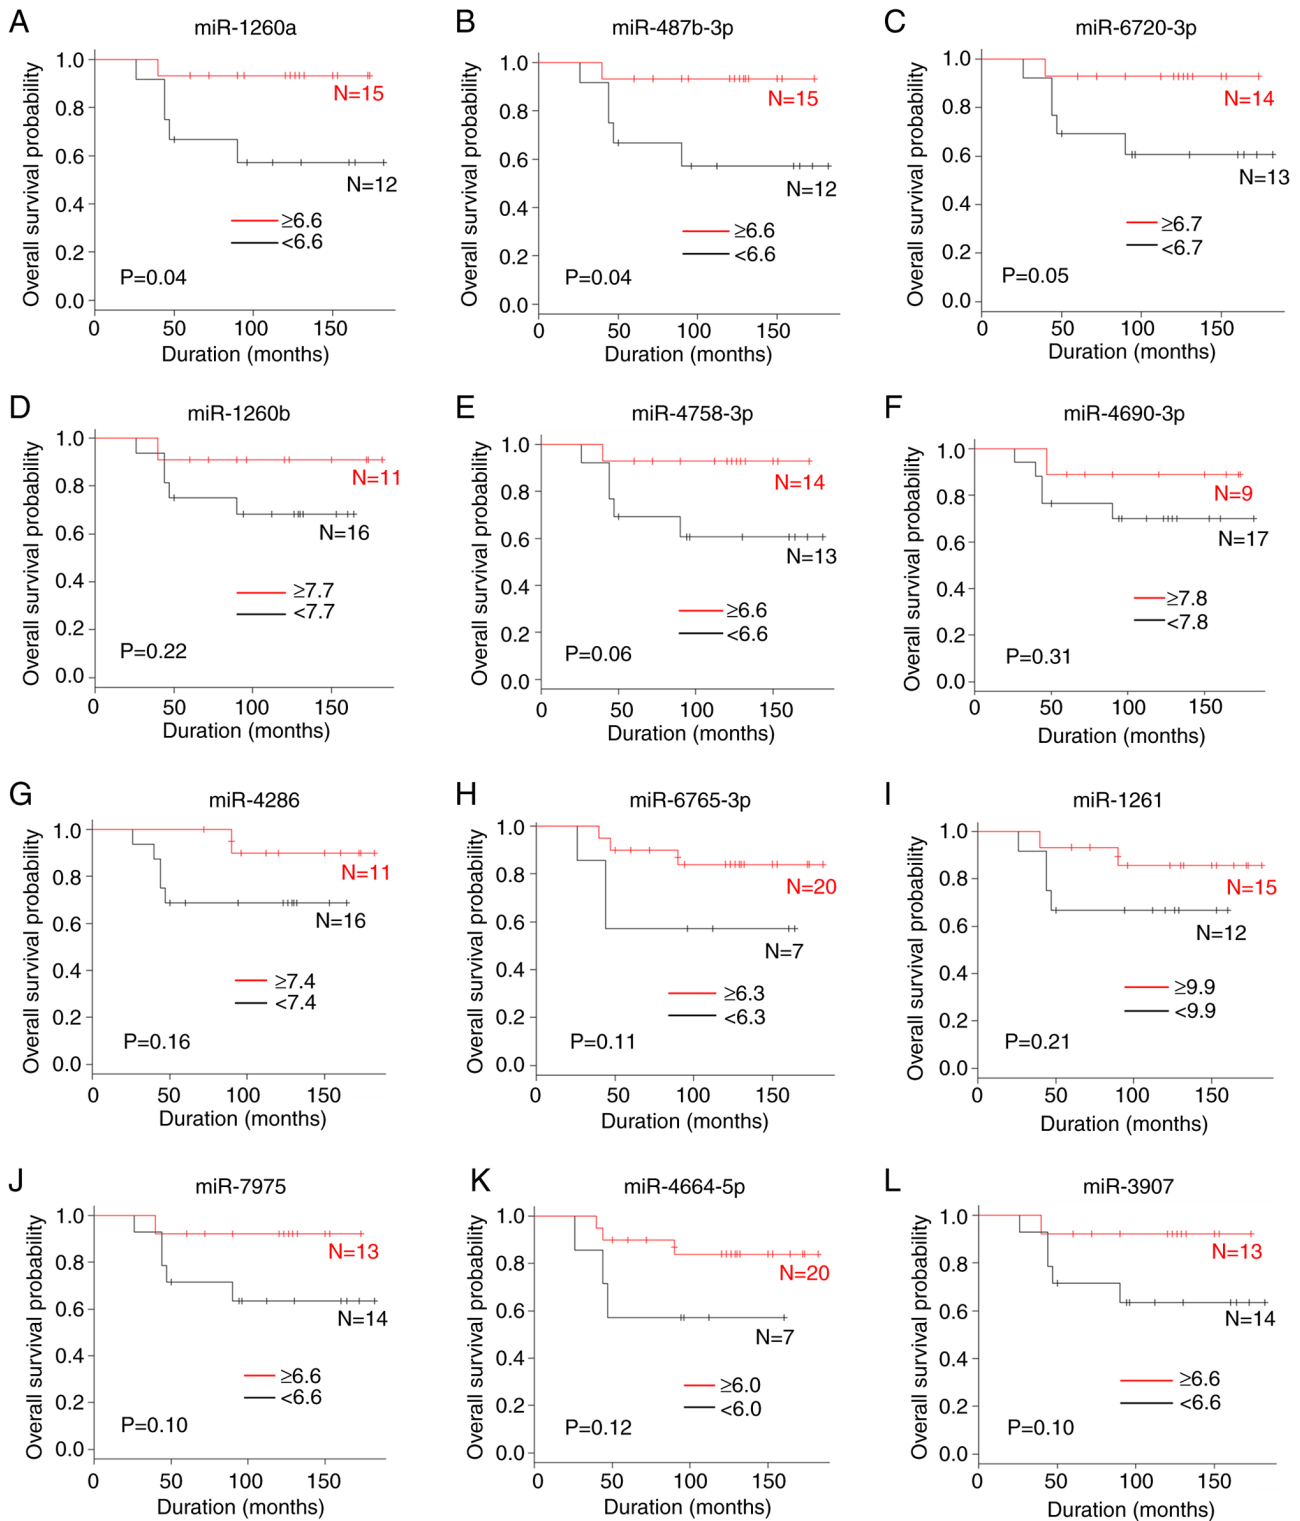 A
miR-1260a
Overall survival probability
1.0
0.8
0.6
0.4
0.2
0.0
N=15
N=12
≥6.6
<6.6
P=0.04
0 50 100 150
Duration (months)
B
miR-487b-3p
Overall survival probability
1.0
0.8
0.6
0.4
0.2
0.0
N=15
N=12
≥6.6
<6.6
P=0.04
0 50 100 150
Duration (months)
C
miR-6720-3p
Overall survival probability
1.0
0.8
0.6
0.4
0.2
0.0
N=14
N=13
≥6.7
<6.7
P=0.05
0 50 100 150
Duration (months)
D
miR-1260b
Overall survival probability
1.0
0.8
0.6
0.4
0.2
0.0
N=11
N=16
≥7.7
<7.7
P=0.22
0 50 100 150
Duration (months)
E
miR-4758-3p
Overall survival probability
1.0
0.8
0.6
0.4
0.2
0.0
N=14
N=13
≥6.6
<6.6
P=0.06
0 50 100 150
Duration (months)
F
miR-4690-3p
Overall survival probability
1.0
0.8
0.6
0.4
0.2
0.0
N=9
N=17
≥7.8
<7.8
P=0.31
0 50 100 150
Duration (months)
G
miR-4286
Overall survival probability
1.0
0.8
0.6
0.4
0.2
0.0
N=11
N=16
≥7.4
<7.4
P=0.16
0 50 100 150
Duration (months)
H
miR-6765-3p
Overall survival probability
1.0
0.8
0.6
0.4
0.2
0.0
N=20
N=7
≥6.3
<6.3
P=0.11
0 50 100 150
Duration (months)
I
miR-1261
Overall survival probability
1.0
0.8
0.6
0.4
0.2
0.0
N=15
N=12
≥9.9
<9.9
P=0.21
0 50 100 150
Duration (months)
J
miR-7975
Overall survival probability
1.0
0.8
0.6
0.4
0.2
0.0
N=13
N=14
≥6.6
<6.6
P=0.10
0 50 100 150
Duration (months)
K
miR-4664-5p
Overall survival probability
1.0
0.8
0.6
0.4
0.2
0.0
N=20
N=7
≥6.0
<6.0
P=0.12
0 50 100 150
Duration (months)
L
miR-3907
Overall survival probability
1.0
0.8
0.6
0.4
0.2
0.0
N=13
N=14
≥6.6
<6.6
P=0.10
0 50 100 150
Duration (months)